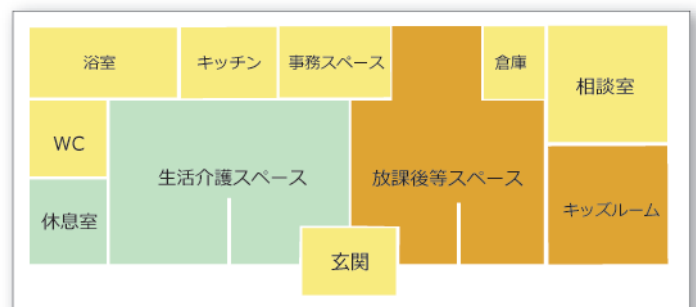 浴室
キッチン
事務スペース
倉庫
相談室
WC
生活介護スペース
放課後等スペース
休息室
キッズルーム
玄関